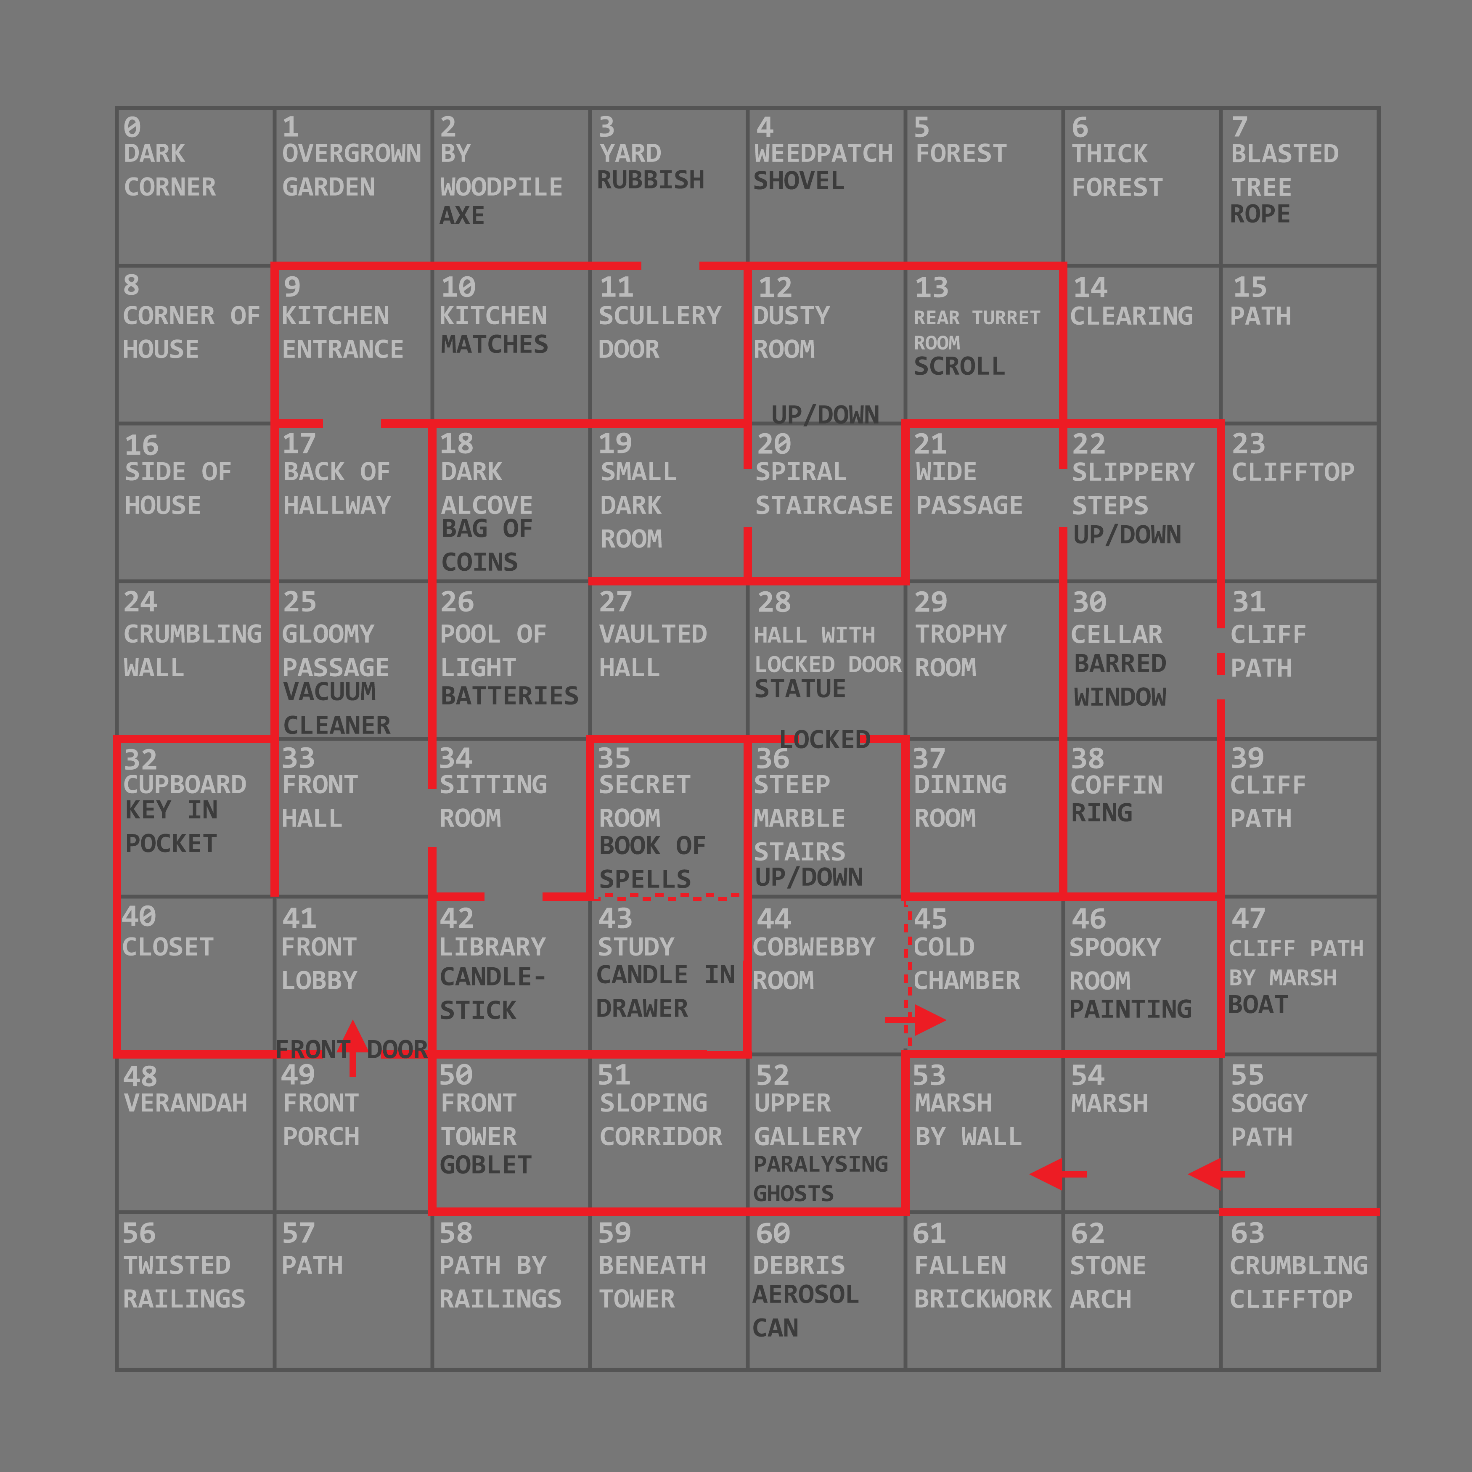 0
DARK
CORNER
1
OVERGROWN
GARDEN
2
BY
WOODPILE
AXE
3
YARD
RUBBISH
4
WEEDPATCH
SHOVEL
5
FOREST
6
THICK
FOREST
7
BLASTED
TREE
ROPE
8
CORNER OF
HOUSE
9
KITCHEN
ENTRANCE
10
KITCHEN
MATCHES
11
SCULLERY
DOOR
12
DUSTY
ROOM
UP/DOWN
13
REAR TURRET
ROOM
SCROLL
14
CLEARING
15
PATH
16
SIDE OF
HOUSE
17
BACK OF
HALLWAY
18
DARK
ALCOVE
BAG OF
COINS
19
SMALL
DARK
ROOM
20
SPIRAL
STAIRCASE
21
WIDE
PASSAGE
22
SLIPPERY
STEPS
UP/DOWN
23
CLIFFTOP
24
CRUMBLING
WALL
25
GLOOMY
PASSAGE
VACUUM
CLEANER
26
POOL OF
LIGHT
BATTERIES
27
VAULTED
HALL
28
HALL WITH
LOCKED DOOR
STATUE
LOCKED
29
TROPHY
ROOM
30
CELLAR
BARRED
WINDOW
31
CLIFF
PATH
32
CUPBOARD
KEY IN
POCKET
33
FRONT
HALL
34
SITTING
ROOM
35
SECRET
ROOM
BOOK OF
SPELLS
36
STEEP
MARBLE
STAIRS
UP/DOWN
37
DINING
ROOM
38
COFFIN
RING
39
CLIFF
PATH
40
CLOSET
41
FRONT
LOBBY
FRONT DOOR
42
LIBRARY
CANDLE-
STICK
43
STUDY
CANDLE IN
DRAWER
44
COBWEBBY
ROOM
45
COLD
CHAMBER
46
SPOOKY
ROOM
PAINTING
47
CLIFF PATH
BY MARSH
BOAT
48
VERANDAH
49
FRONT
PORCH
50
FRONT
TOWER
GOBLET
51
SLOPING
CORRIDOR
52
UPPER
GALLERY
PARALYSING
GHOSTS
53
MARSH
BY WALL
54
MARSH
55
SOGGY
PATH
56
TWISTED
RAILINGS
57
PATH
58
PATH BY
RAILINGS
59
BENEATH
TOWER
60
DEBRIS
AEROSOL
CAN
61
FALLEN
BRICKWORK
62
STONE
ARCH
63
CRUMBLING
CLIFFTOP